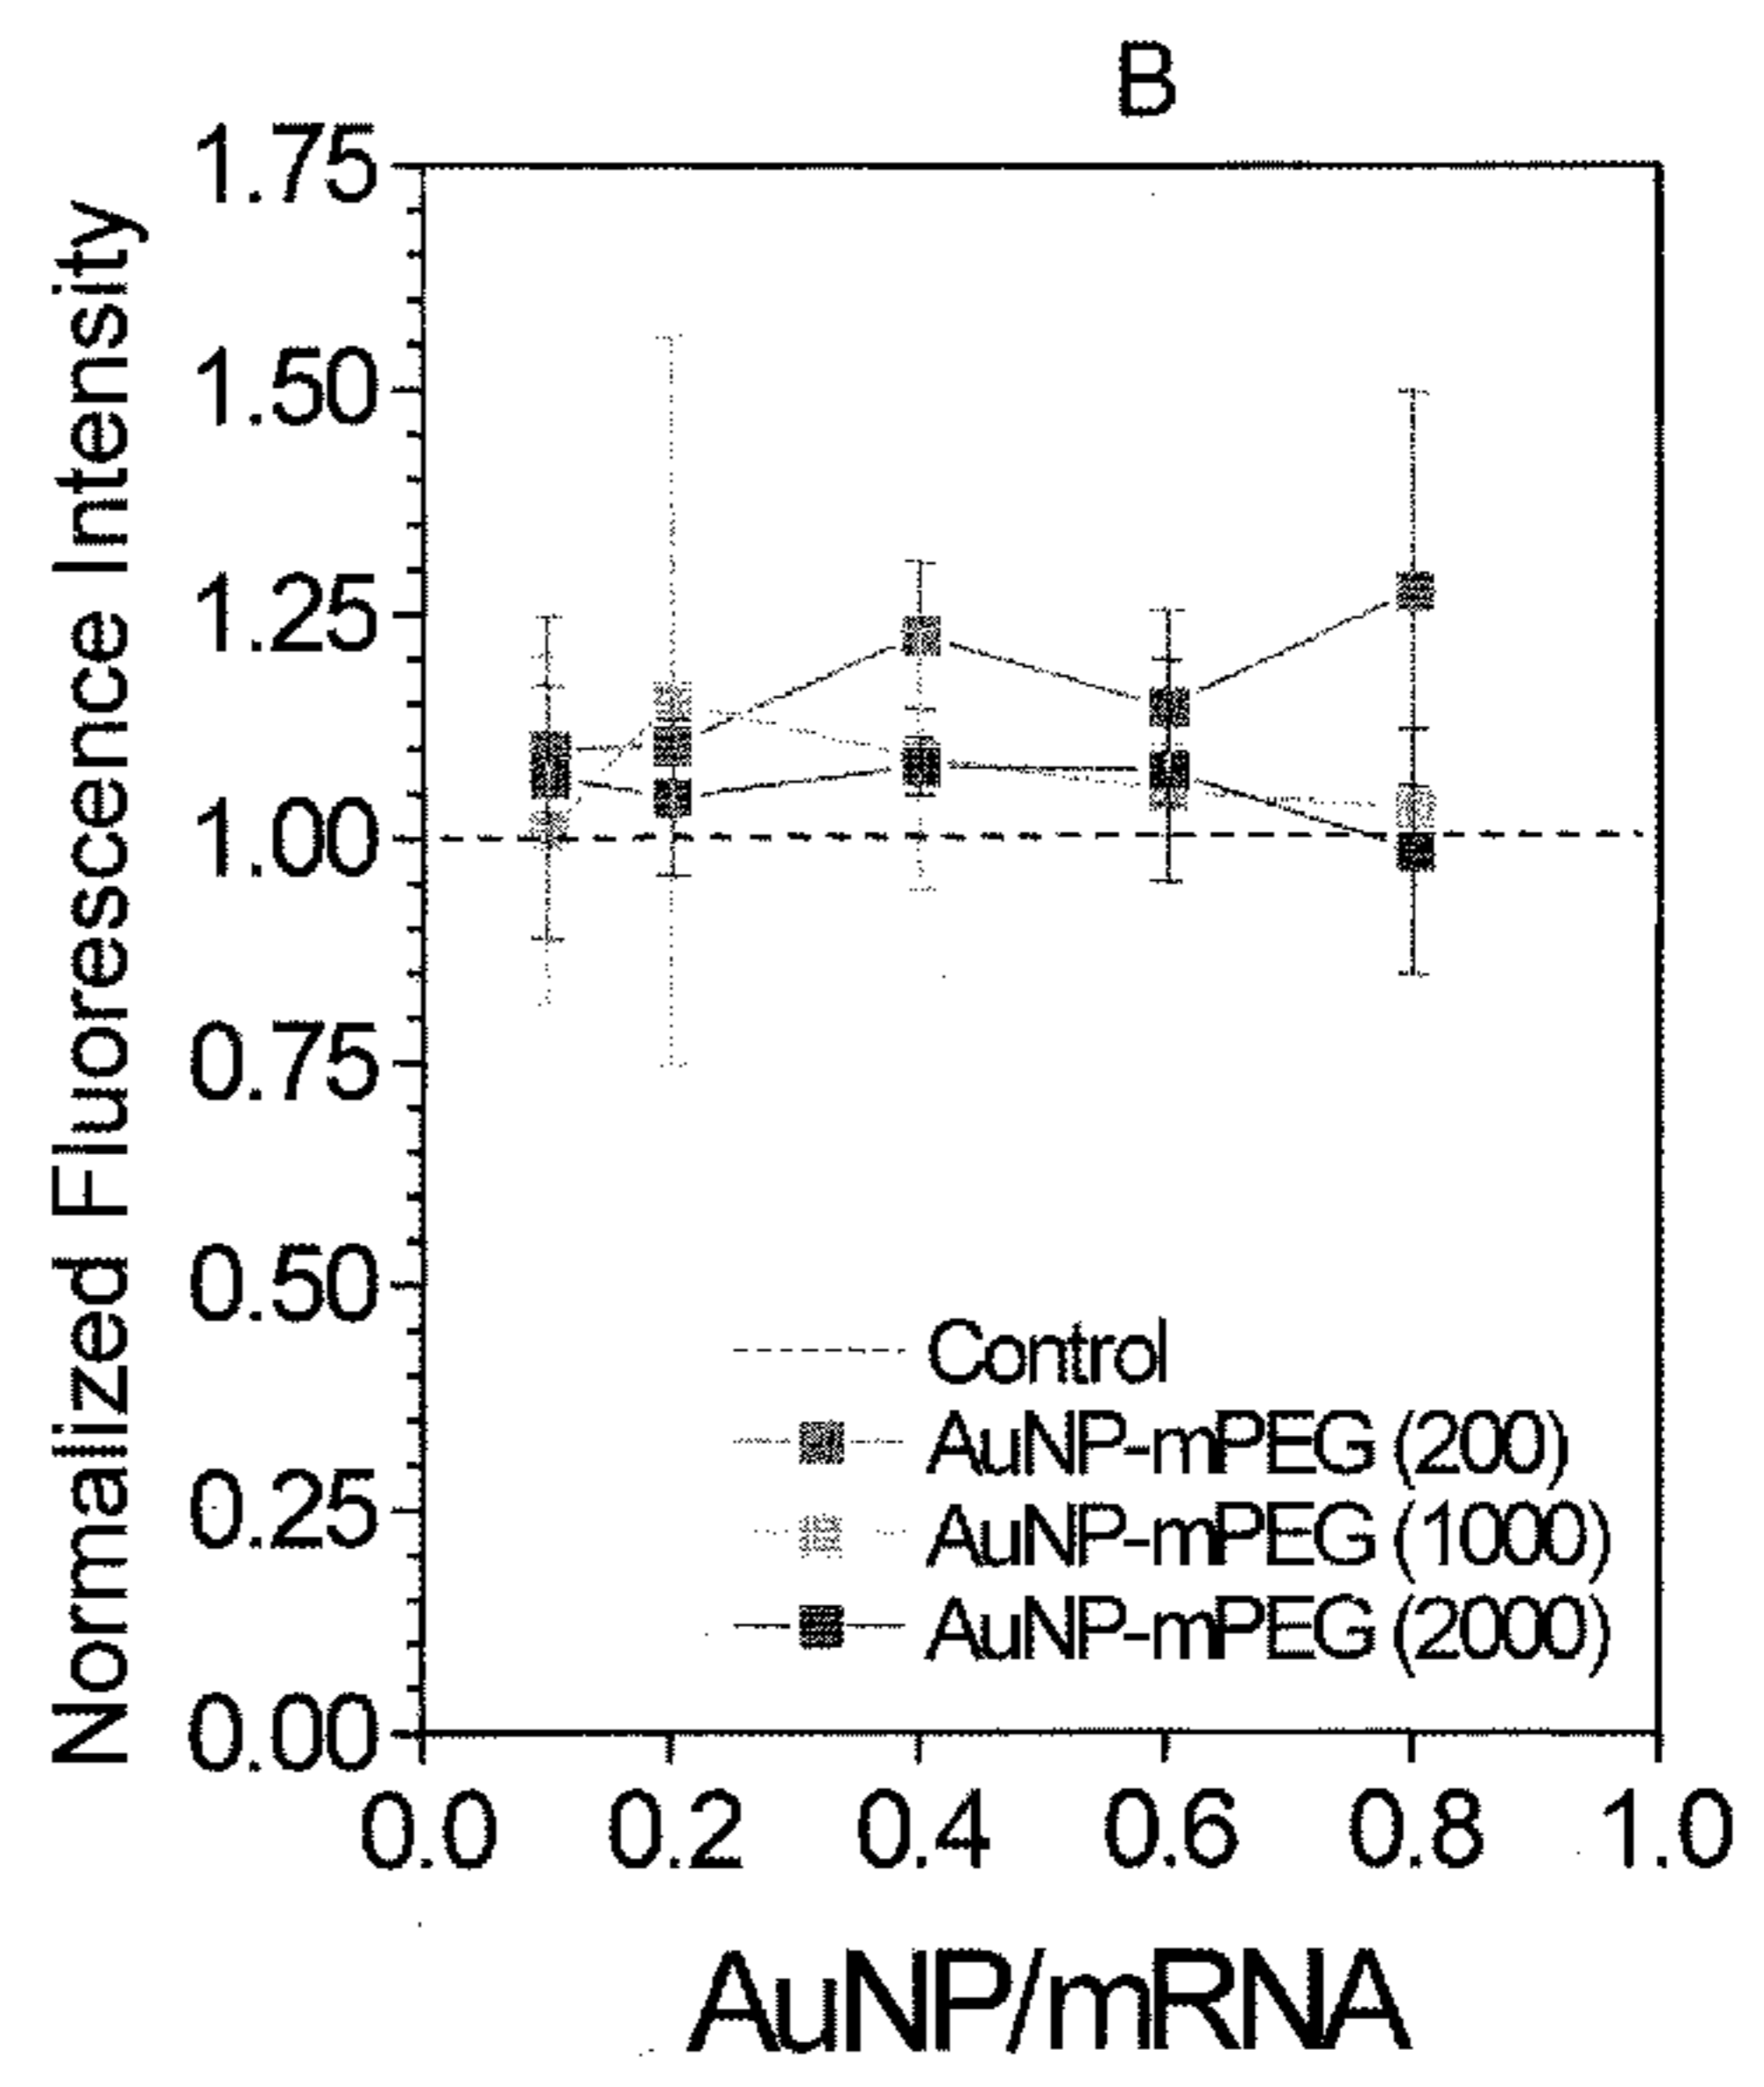 B
Normalized Fluorescence Intensity
1.75
1.50
1.25
1.00
0.75
0.50
0.25
0.00
Control
AuNP-mPEG (200)
AuNP-mPEG (1000)
AuNP-mPEG (2000)
0.0 0.2 0.4 0.6 0.8 1.0
AuNP/mRNA